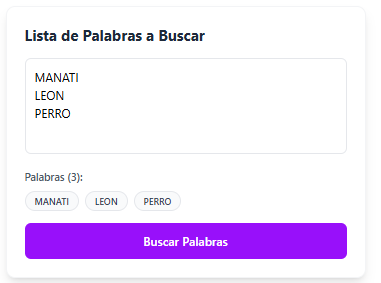 Lista de Palabras a Buscar
MANATI
LEON
PERRO
Palabras (3):
MANATI LEON PERRO
Buscar Palabras